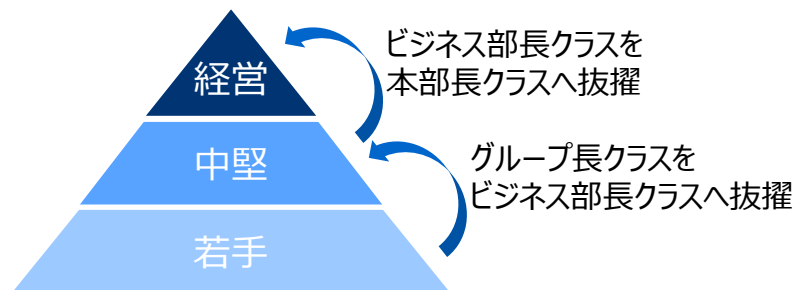 経営
ビジネス部長クラスを
本部長クラスへ抜擢
中堅
グループ長クラスを
ビジネス部長クラスへ抜擢
若手